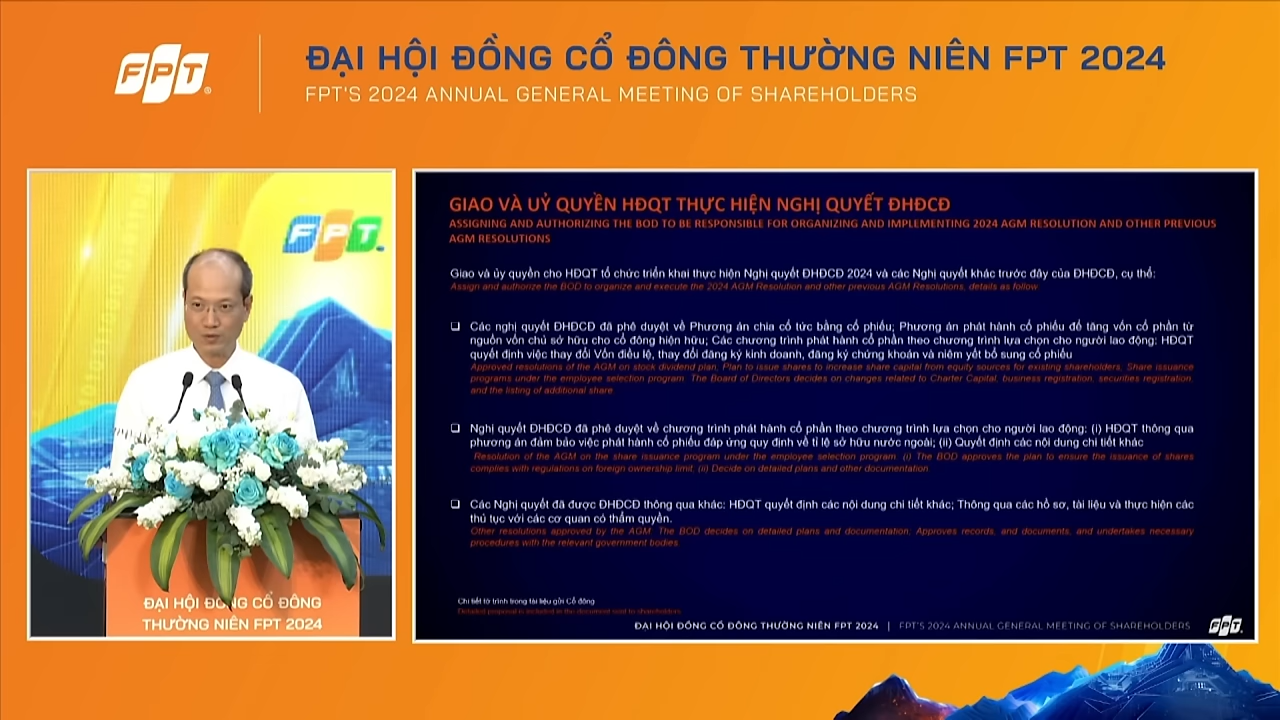 FPT®
ĐẠI HỘI ĐỒNG CỔ ĐÔNG THƯỜNG NIÊN FPT 2024
FPT'S 2024 ANNUAL GENERAL MEETING OF SHAREHOLDERS
FPT
ĐẠI HỘI ĐỒNG CỔ ĐÔNG
THƯỜNG NIÊN FPT 2024
GIAO VÀ UỶ QUYỀN HĐQT THỰC HIỆN NGHỊ QUYẾT ĐHĐCĐ
ASSIGNING AND AUTHORIZING THE BOD TO BE RESPONSIBLE FOR ORGANIZING AND IMPLEMENTING 2024 AGM RESOLUTION AND OTHER PREVIOUS
AGM RESOLUTIONS
Giao và ủy quyền cho HĐQT tổ chức triển khai thực hiện Nghị quyết ĐHĐCĐ 2024 và các Nghị quyết khác trước đây của ĐHĐCĐ, cụ thể:
Assign and authorize the BOD to organize and execute the 2024 AGM Resolution and other previous AGM Resolutions, details as follow
❑ Các nghị quyết ĐHĐCĐ đã phê duyệt về Phương án chia cổ tức bằng cổ phiếu; Phương án phát hành cổ phiếu để tăng vốn cổ phần từ
nguồn vốn chủ sở hữu cho cổ đông hiện hữu; Các chương trình phát hành cổ phần theo chương trình lựa chọn cho người lao động: HĐQT
quyết định việc thay đổi Vốn điều lệ, thay đổi đăng ký kinh doanh, đăng ký chứng khoán và niêm yết bổ sung cổ phiếu
Approved resolutions of the AGM on stock dividend plan, Plan to issue shares to increase share capital from equity sources for existing shareholders, Share issuance
programs under the employee selection program. The Board of Directors decides on changes related to Charter Capital, business registration, securities registration,
and the listing of additional share
❑ Nghị quyết ĐHĐCĐ đã phê duyệt về chương trình phát hành cổ phần theo chương trình lựa chọn cho người lao động: (i) HĐQT thông qua
phương án đảm bảo việc phát hành cổ phiếu đáp ứng quy định về tỉ lệ sở hữu nước ngoài; (ii) Quyết định các nội dung chi tiết khác
Resolution of the AGM on the share issuance program under the employee selection program. (i) The BOD approves the plan to ensure the issuance of shares
complies with regulations on foreign ownership limit. (ii) Decide on detailed plans and other documentation.
❑ Các Nghị quyết đã được ĐHĐCĐ thông qua khác: HĐQT quyết định các nội dung chi tiết khác; Thông qua các hồ sơ, tài liệu và thực hiện các
thủ tục với các cơ quan có thẩm quyền.
Other resolutions approved by the AGM. The BOD decides on detailed plans and documentation. Approves records, and documents, and undertakes necessary
procedures with the relevant government bodies
Chi tiết tờ trình trong tài liệu gửi Cổ đông
Detailed proposal is included in the document sent to shareholders
ĐẠI HỘI ĐỒNG CỔ ĐÔNG THƯỜNG NIÊN FPT 2024 | FPT'S 2024 ANNUAL GENERAL MEETING OF SHAREHOLDERS
FPT